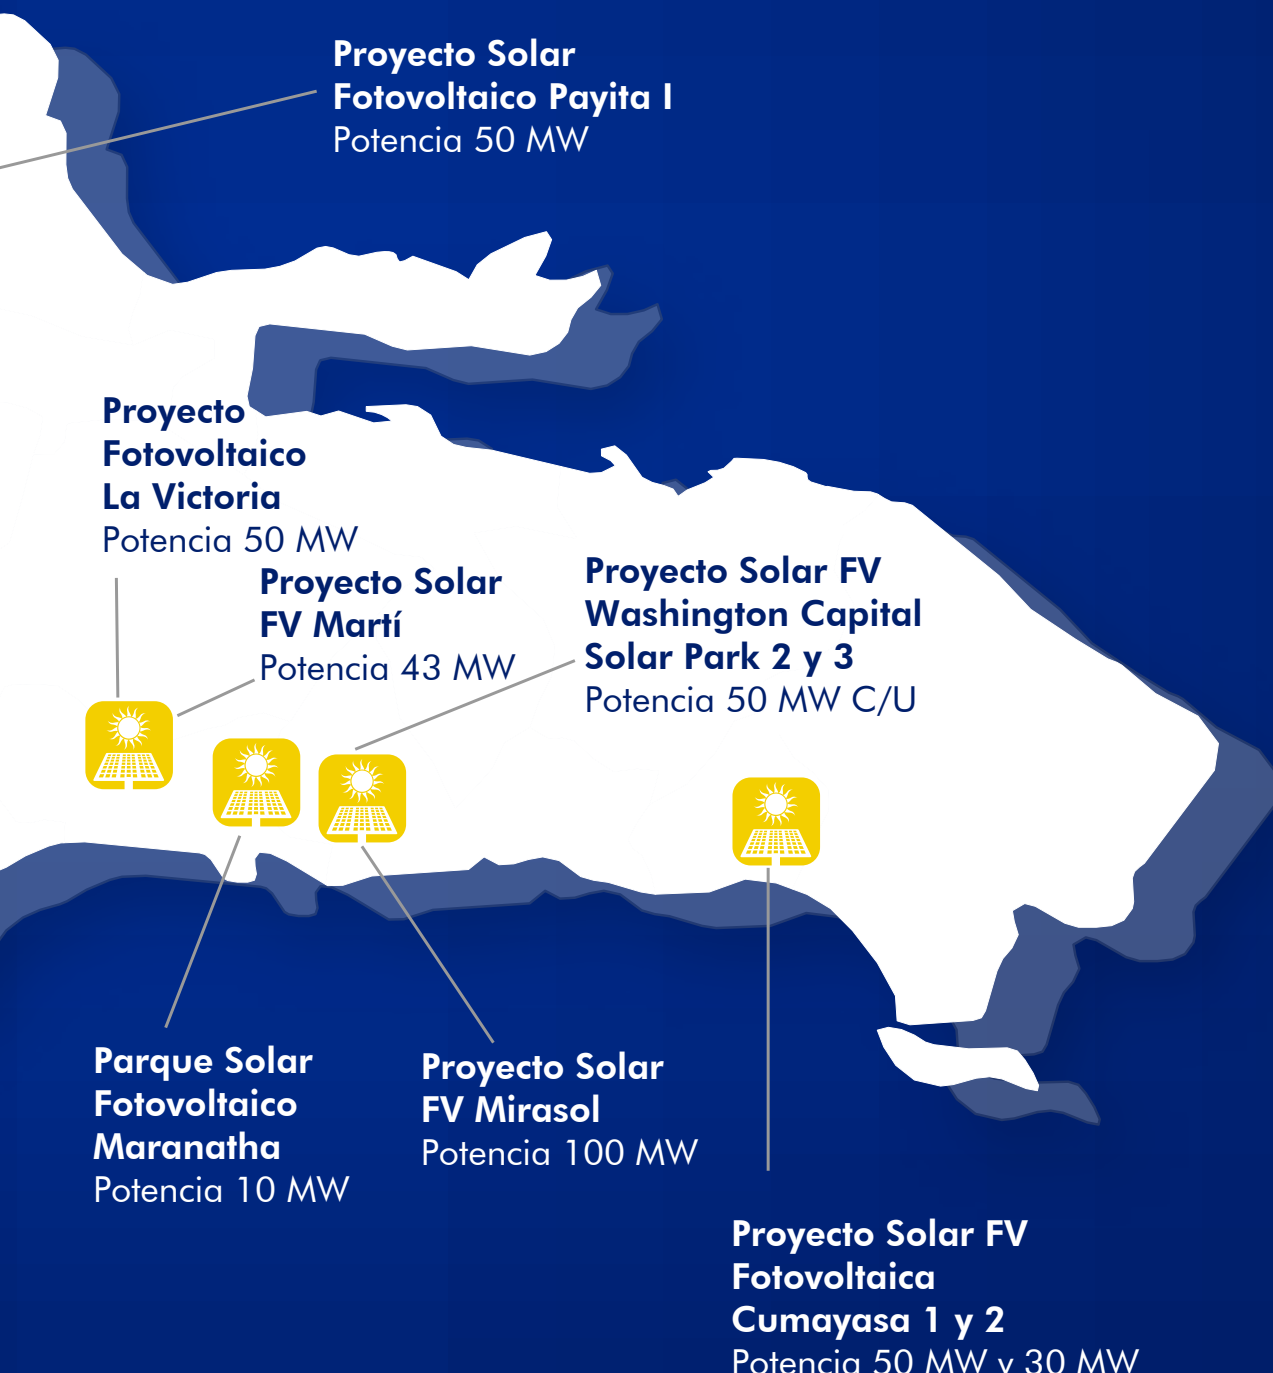 Proyecto Solar
Fotovoltaico Payita I
Potencia 50 MW
Proyecto
Fotovoltaico
La Victoria
Potencia 50 MW
Proyecto Solar
FV Martí
Potencia 43 MW
Proyecto Solar FV
Washington Capital
Solar Park 2 y 3
Potencia 50 MW C/U
Parque Solar
Fotovoltaico
Maranatha
Potencia 10 MW
Proyecto Solar
FV Mirasol
Potencia 100 MW
Proyecto Solar FV
Fotovoltaica
Cumayasa 1 y 2
Potencia 50 MW y 30 MW